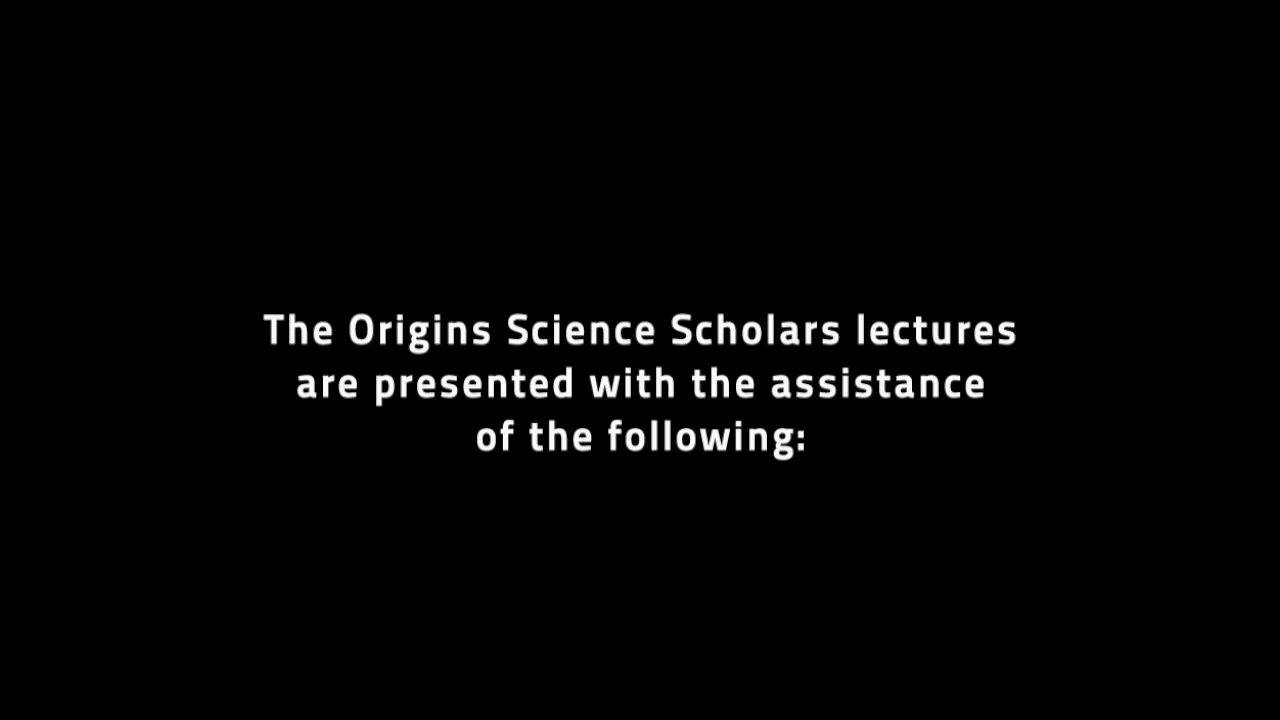 The Origins Science Scholars lectures
are presented with the assistance
of the following: